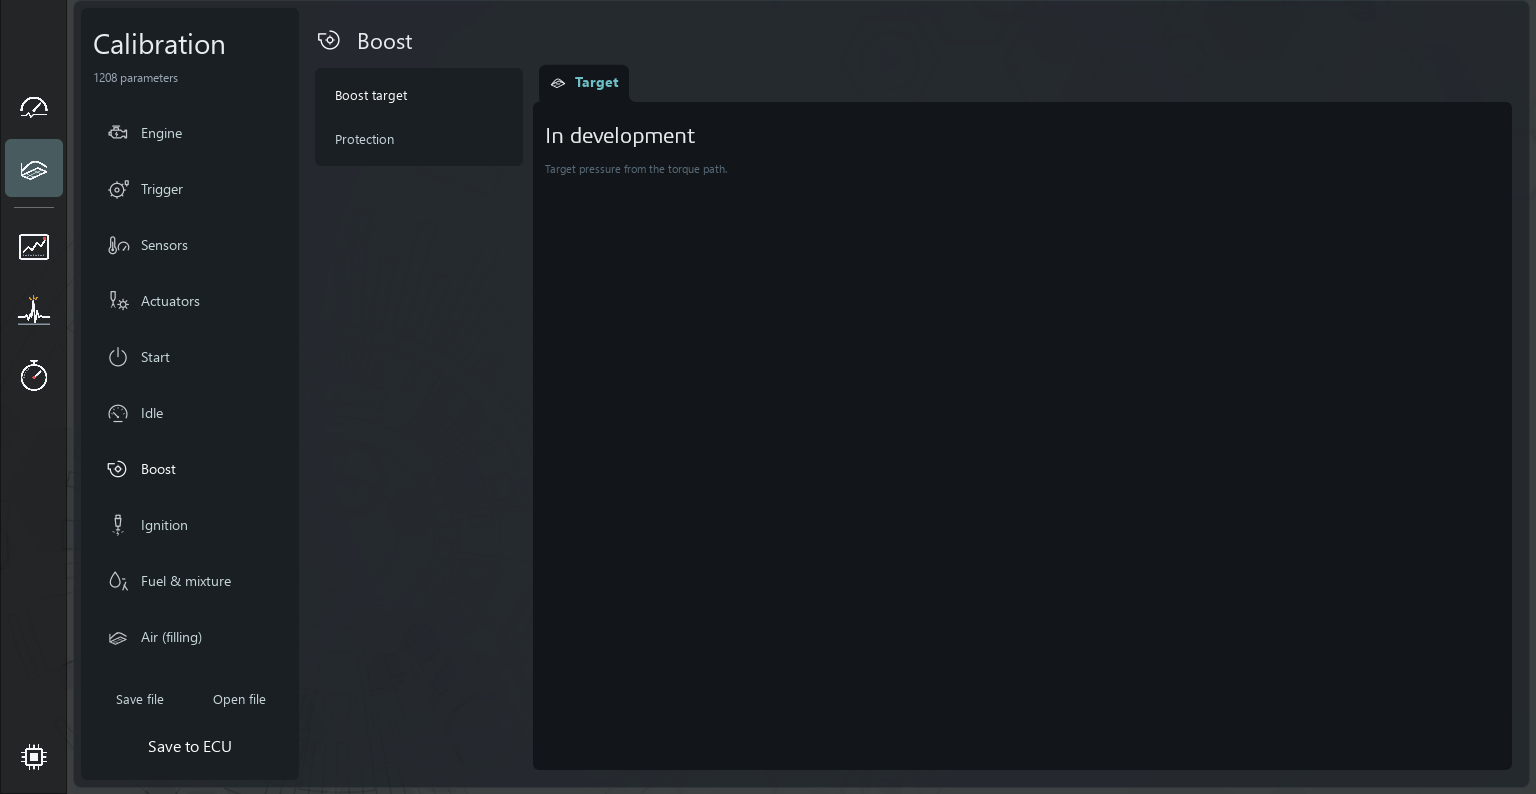 Calibration
1208 parameters
Engine
Trigger
Sensors
Actuators
Start
Idle
Boost
Ignition
Fuel & mixture
Air (filling)
Save file
Open file
Save to ECU
Boost
Boost target
Protection
Target
In development
Target pressure from the torque path.